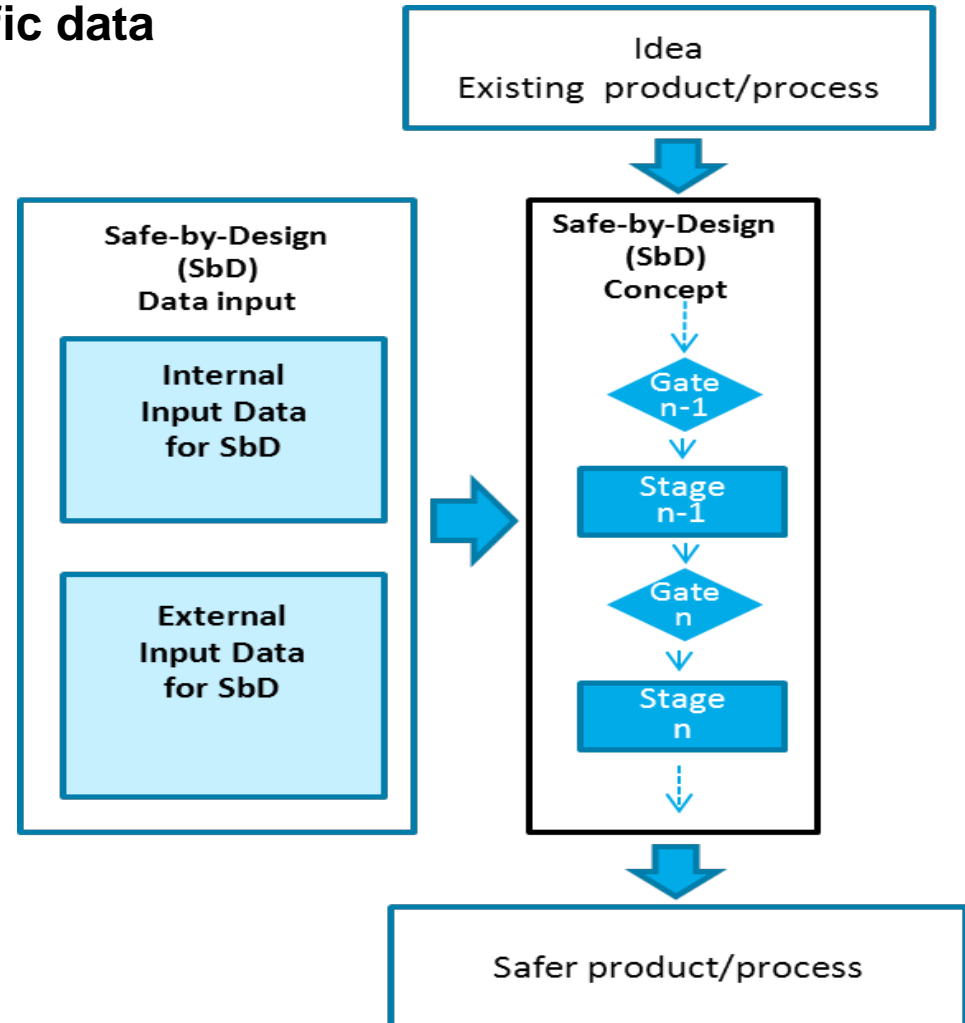 fic data
Idea
Existing product/process
Safe-by-Design
(SbD)
Data input
Internal
Input Data
for SbD
External
Input Data
for SbD
Safe-by-Design
(SbD)
Concept
Gate
n-1
Stage
n-1
Gate
n
Stage
n
Safer product/process